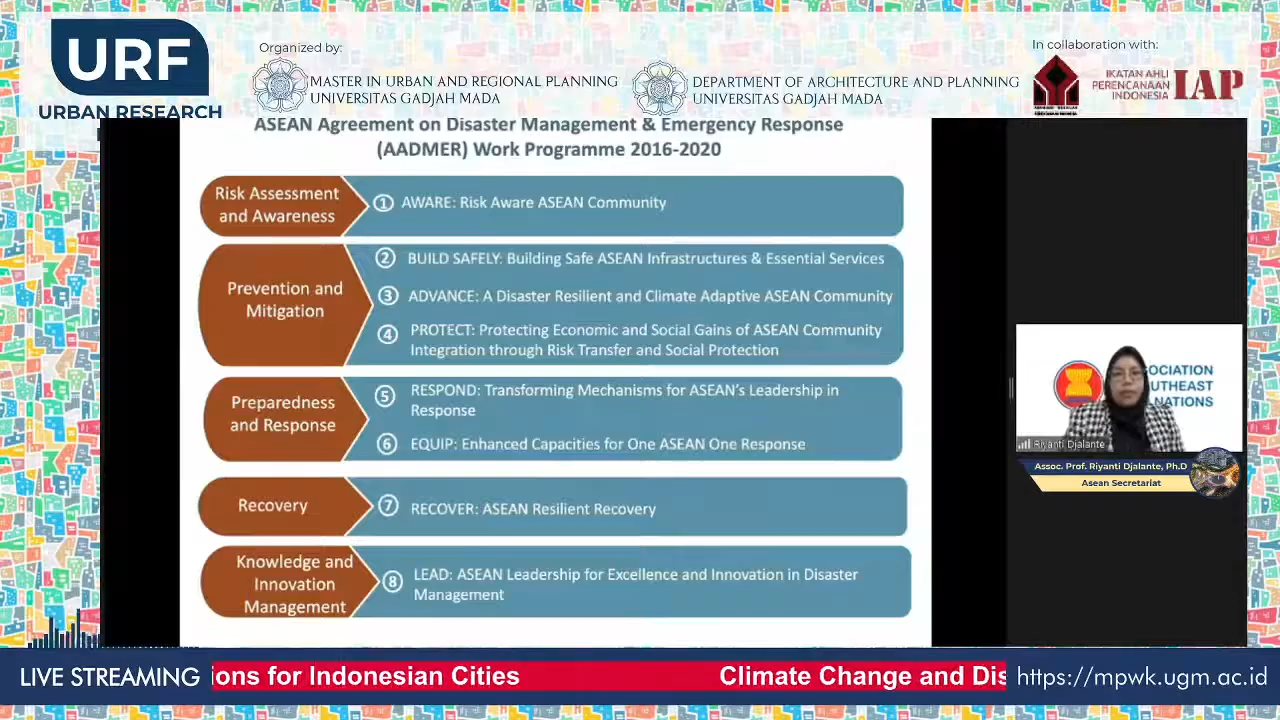 URF
URBAN RESEARCH
Organized by:
MASTER IN URBAN AND REGIONAL PLANNING
UNIVERSITAS GADJAH MADA
DEPARTMENT OF ARCHITECTURE AND PLANNING
UNIVERSITAS GADJAH MADA
In collaboration with:
IKATAN AHLI
PERENCANAAN
INDONESIA
IAP
ASEAN Agreement on Disaster Management & Emergency Response
(AADMER) Work Programme 2016-2020
Risk Assessment
and Awareness
1 AWARE: Risk Aware ASEAN Community
Prevention and
Mitigation
2 BUILD SAFELY: Building Safe ASEAN Infrastructures & Essential Services
3 ADVANCE: A Disaster Resilient and Climate Adaptive ASEAN Community
4 PROTECT: Protecting Economic and Social Gains of ASEAN Community
Integration through Risk Transfer and Social Protection
Preparedness
and Response
5 RESPOND: Transforming Mechanisms for ASEAN's Leadership in
Response
6 EQUIP: Enhanced Capacities for One ASEAN One Response
Recovery
7 RECOVER: ASEAN Resilient Recovery
Knowledge and
Innovation
Management
8 LEAD: ASEAN Leadership for Excellence and Innovation in Disaster
Management
OCIATION
UTHEAST
NATIONS
Riyanti Djalante
Assoc. Prof. Riyanti Djalante, Ph.D
Asean Secretariat
LIVE STREAMING
ions for Indonesian Cities
Climate Change and Dis
https://mpwk.ugm.ac.id